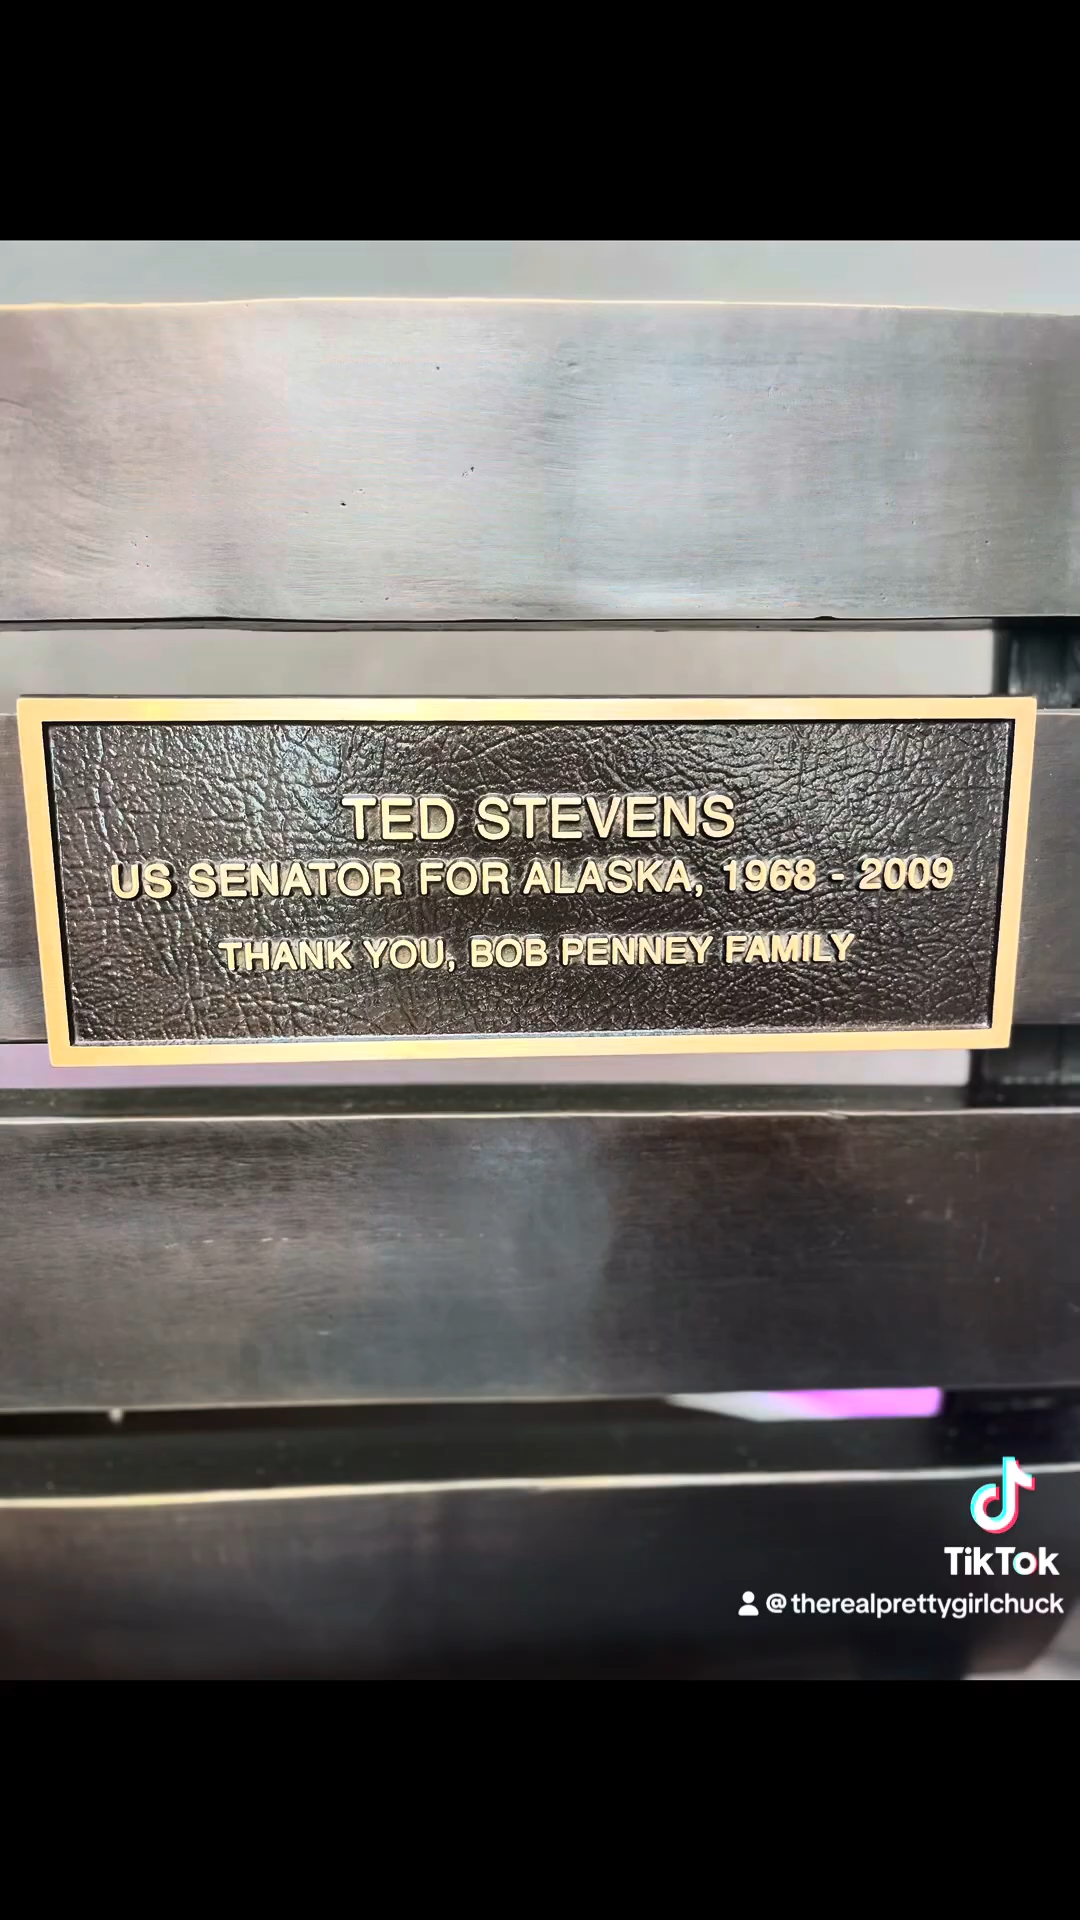 TED STEVENS
US SENATOR FOR ALASKA, 1968 - 2009
THANK YOU, BOB PENNEY FAMILY
TikTok
@therealprettygirlchuck